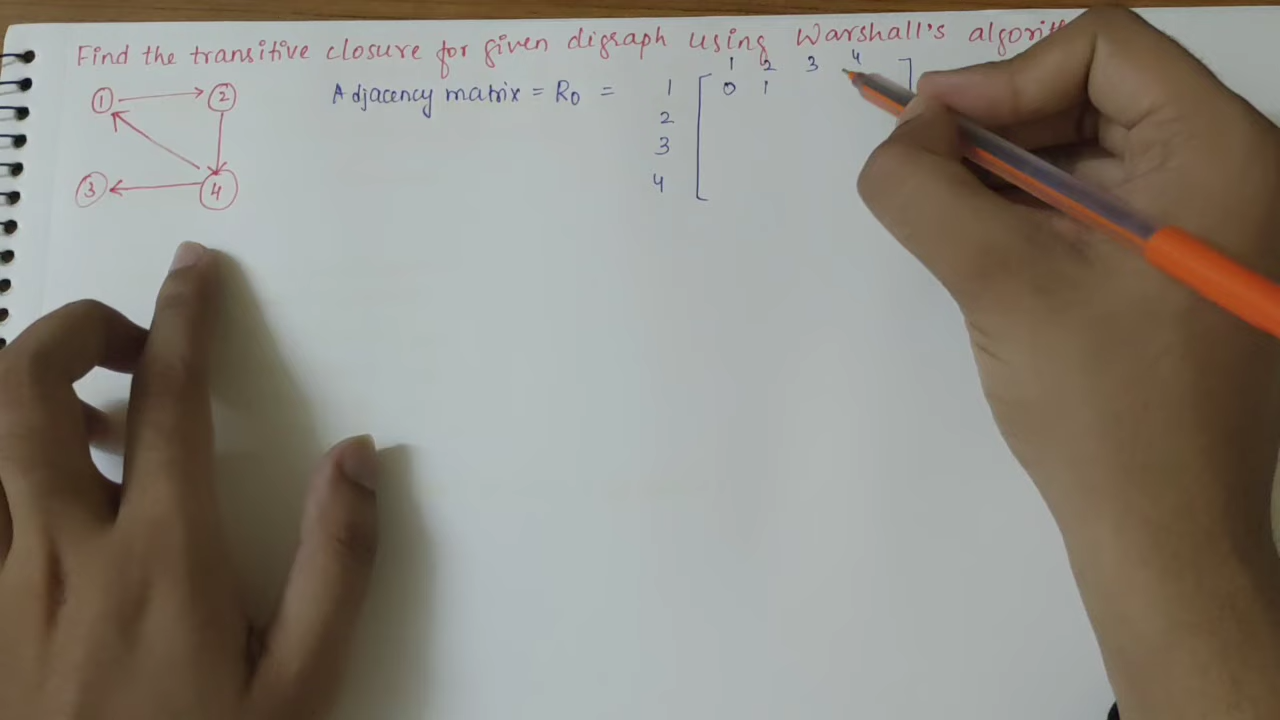 Find the transitive closure for given digraph using Warshall's
1 2
3 4
Adjacency matrix = R0 =
1 2 3 4
1 0 1
2
3
4